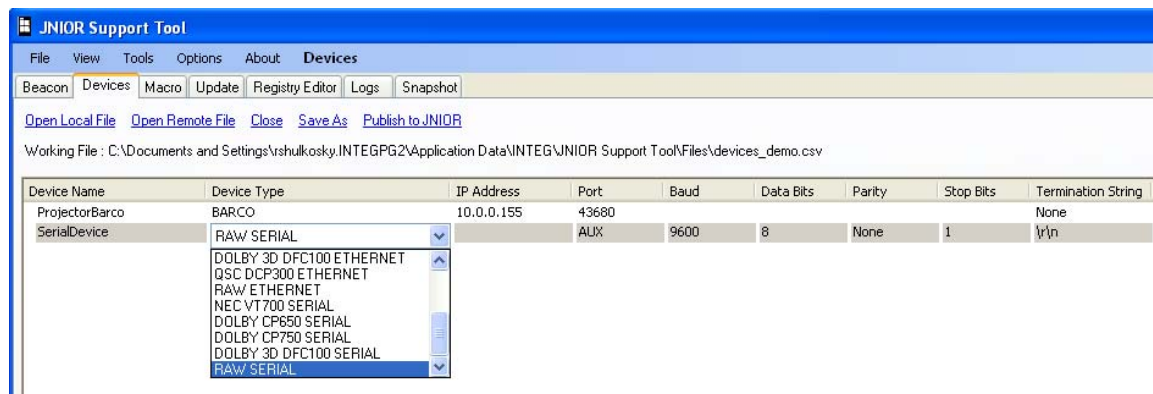 JNIOR Support Tool
File View Tools Options About Devices
Beacon Devices Macro Update Registry Editor Logs Snapshot
Open Local File Open Remote File Close Save As Publish to JNIOR
Working File : C:\Documents and Settings\rshulkosky.INTEGPG2\Application Data\INTEG\JNIOR Support Tool\Files\devices_demo.csv
Device Name Device Type IP Address Port Baud Data Bits Parity Stop Bits Termination String
ProjectorBarco BARCO 10.0.0.155 43680 None
SerialDevice RAW SERIAL AUX 9600 8 None 1 \r\n
DOLBY 3D DFC100 ETHERNET
QSC DCP300 ETHERNET
RAW ETHERNET
NEC VT700 SERIAL
DOLBY CP650 SERIAL
DOLBY CP750 SERIAL
DOLBY 3D DFC100 SERIAL
RAW SERIAL